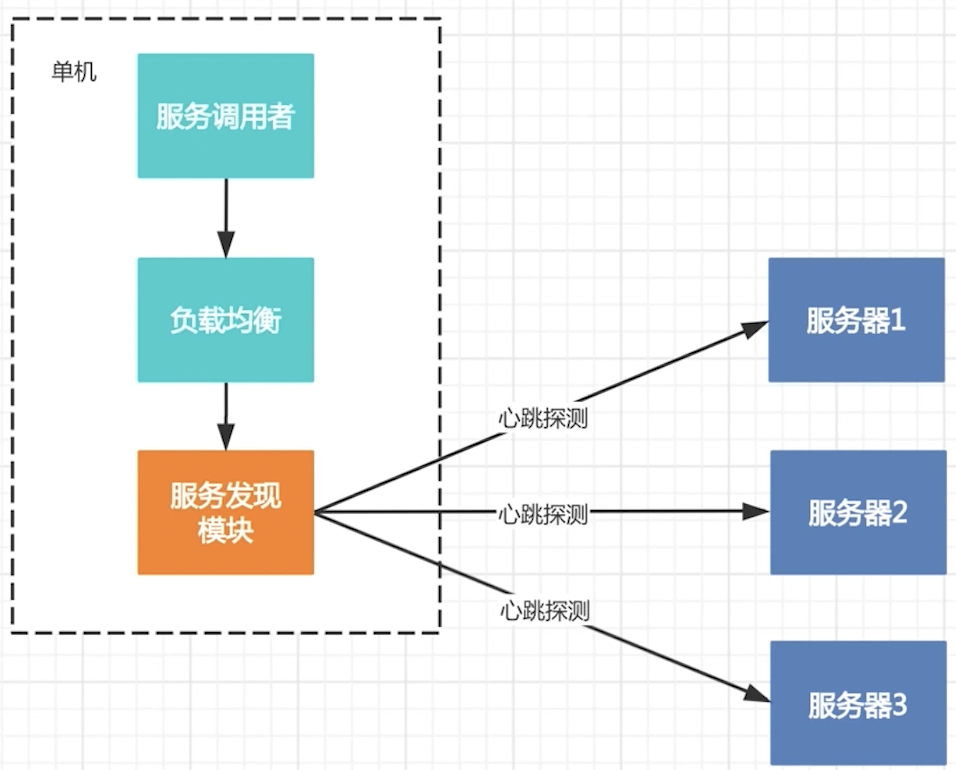 单机
服务调用者
负载均衡
服务发现
模块
心跳探测
心跳探测
心跳探测
服务器1
服务器2
服务器3